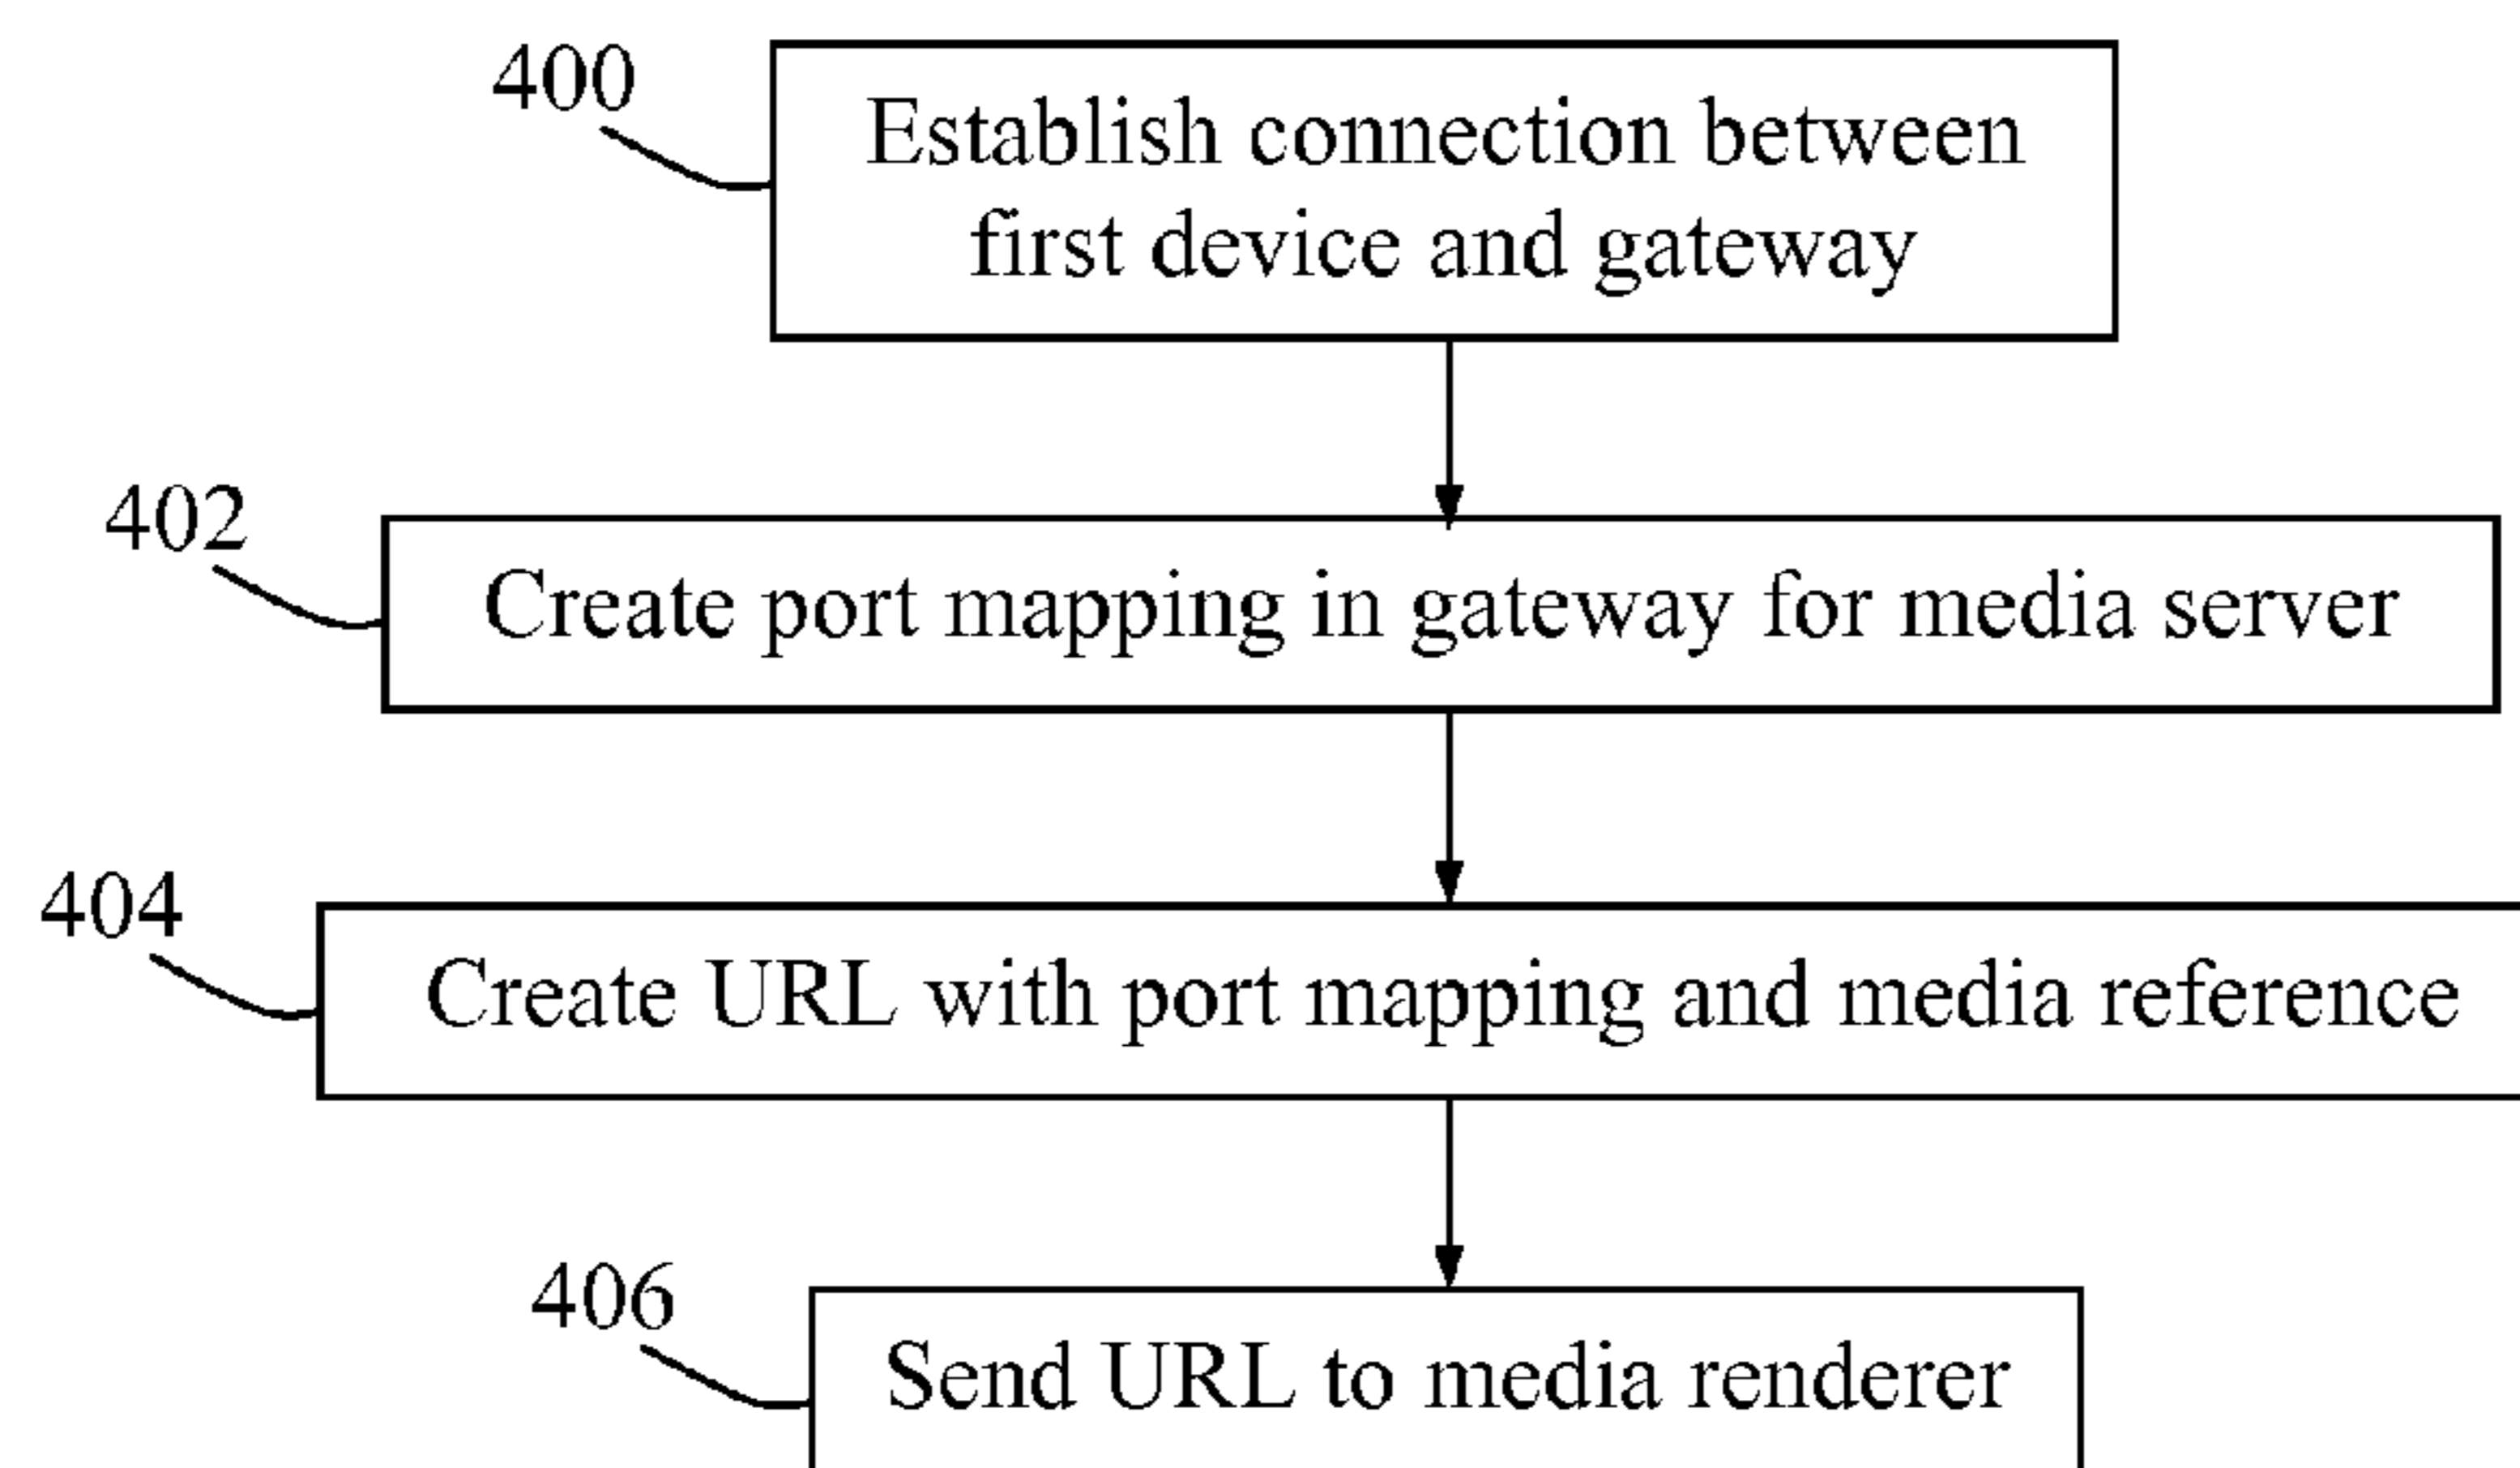 400
Establish connection between
first device and gateway
402
Create port mapping in gateway for media server
404
Create URL with port mapping and media reference
406
Send URL to media renderer